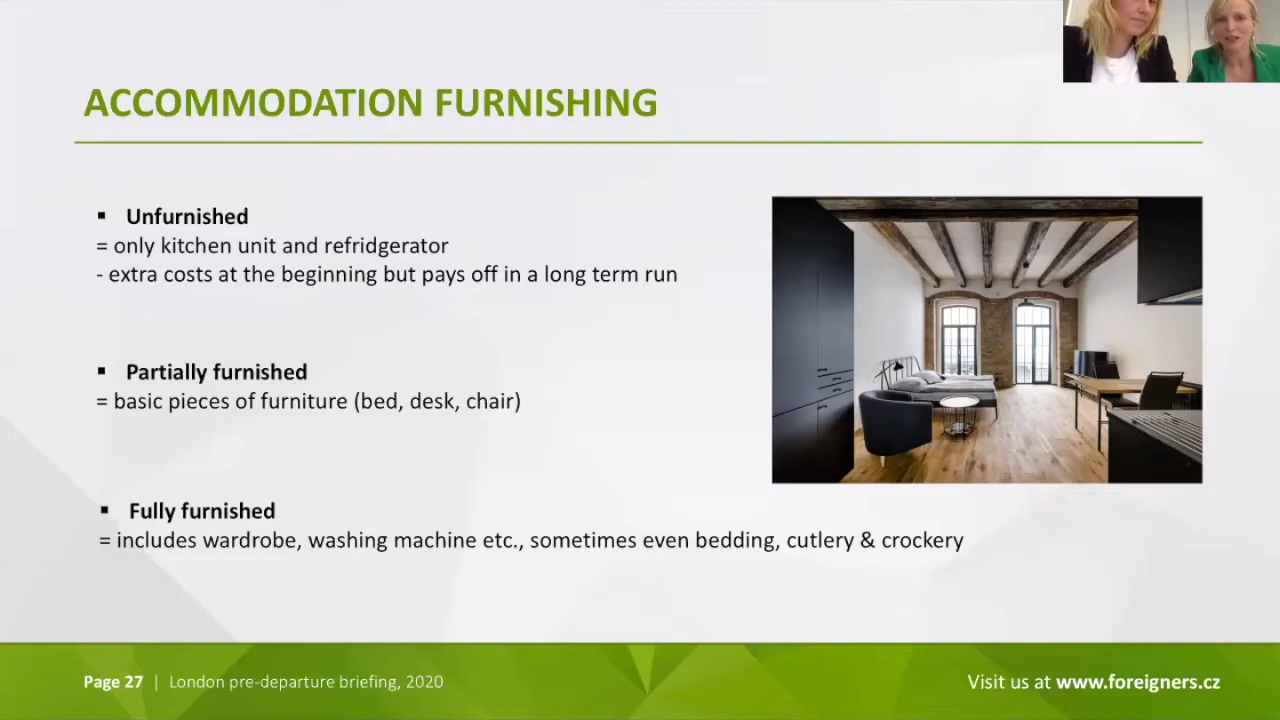 ACCOMMODATION FURNISHING
▪ Unfurnished
= only kitchen unit and refridgerator
- extra costs at the beginning but pays off in a long term run
▪ Partially furnished
= basic pieces of furniture (bed, desk, chair)
▪ Fully furnished
= includes wardrobe, washing machine etc., sometimes even bedding, cutlery & crockery
Page 27 | London pre-departure briefing, 2020
Visit us at www.foreigners.cz